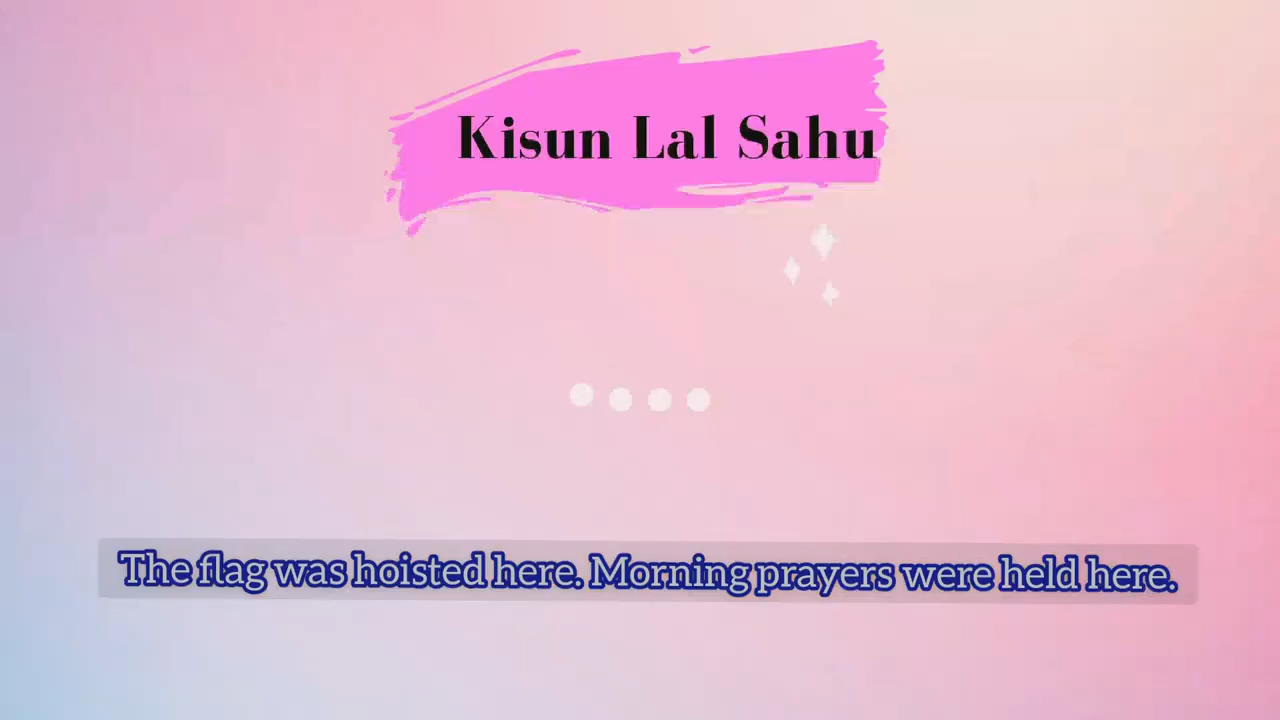 Kisun Lal Sahu
The flag was hoisted here. Morning prayers were held here.